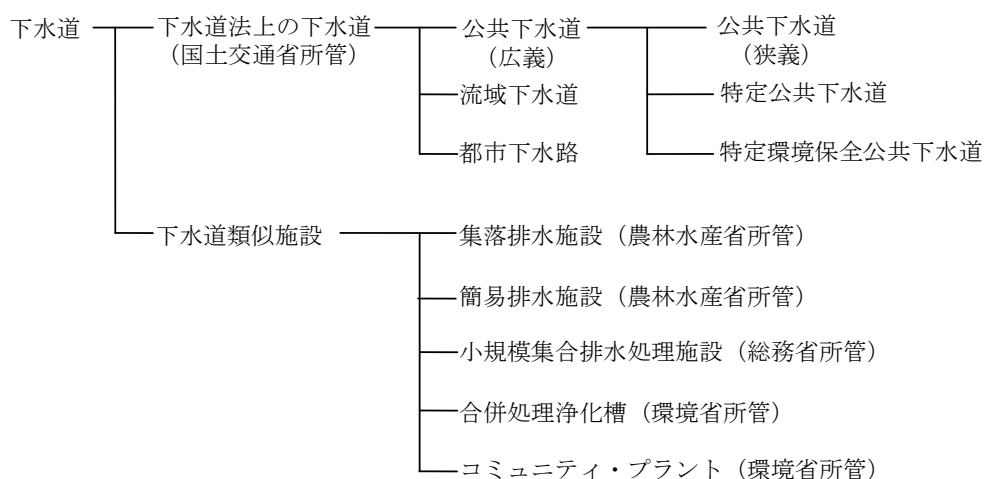 下水道
下水道法上の下水道
(国土交通省所管)
公共下水道
(広義)
公共下水道
(狭義)
特定公共下水道
特定環境保全公共下水道
流域下水道
都市下水路
下水道類似施設
集落排水施設(農林水産省所管)
簡易排水施設(農林水産省所管)
小規模集合排水処理施設(総務省所管)
合併処理浄化槽(環境省所管)
コミュニティ・プラント(環境省所管)